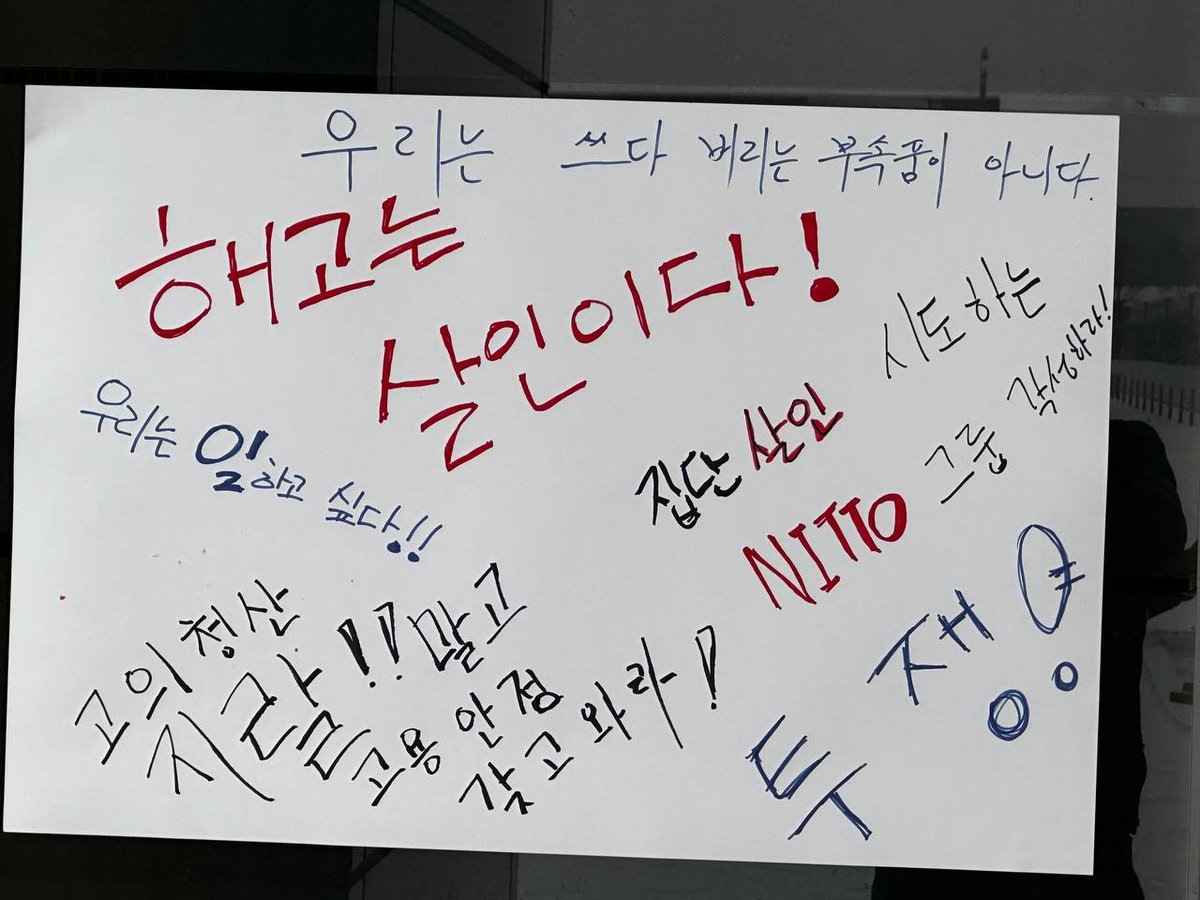 우리는 쓰다 버리는 부속품이 아니다.
해고는
살인이다!
우리는 일하고 싶다!!
집단 살인 시도하는
NITTO 그룹 각성하라!
고의 청산
지랄!! 말고
고용안정
갖고 와라!
투쟁!